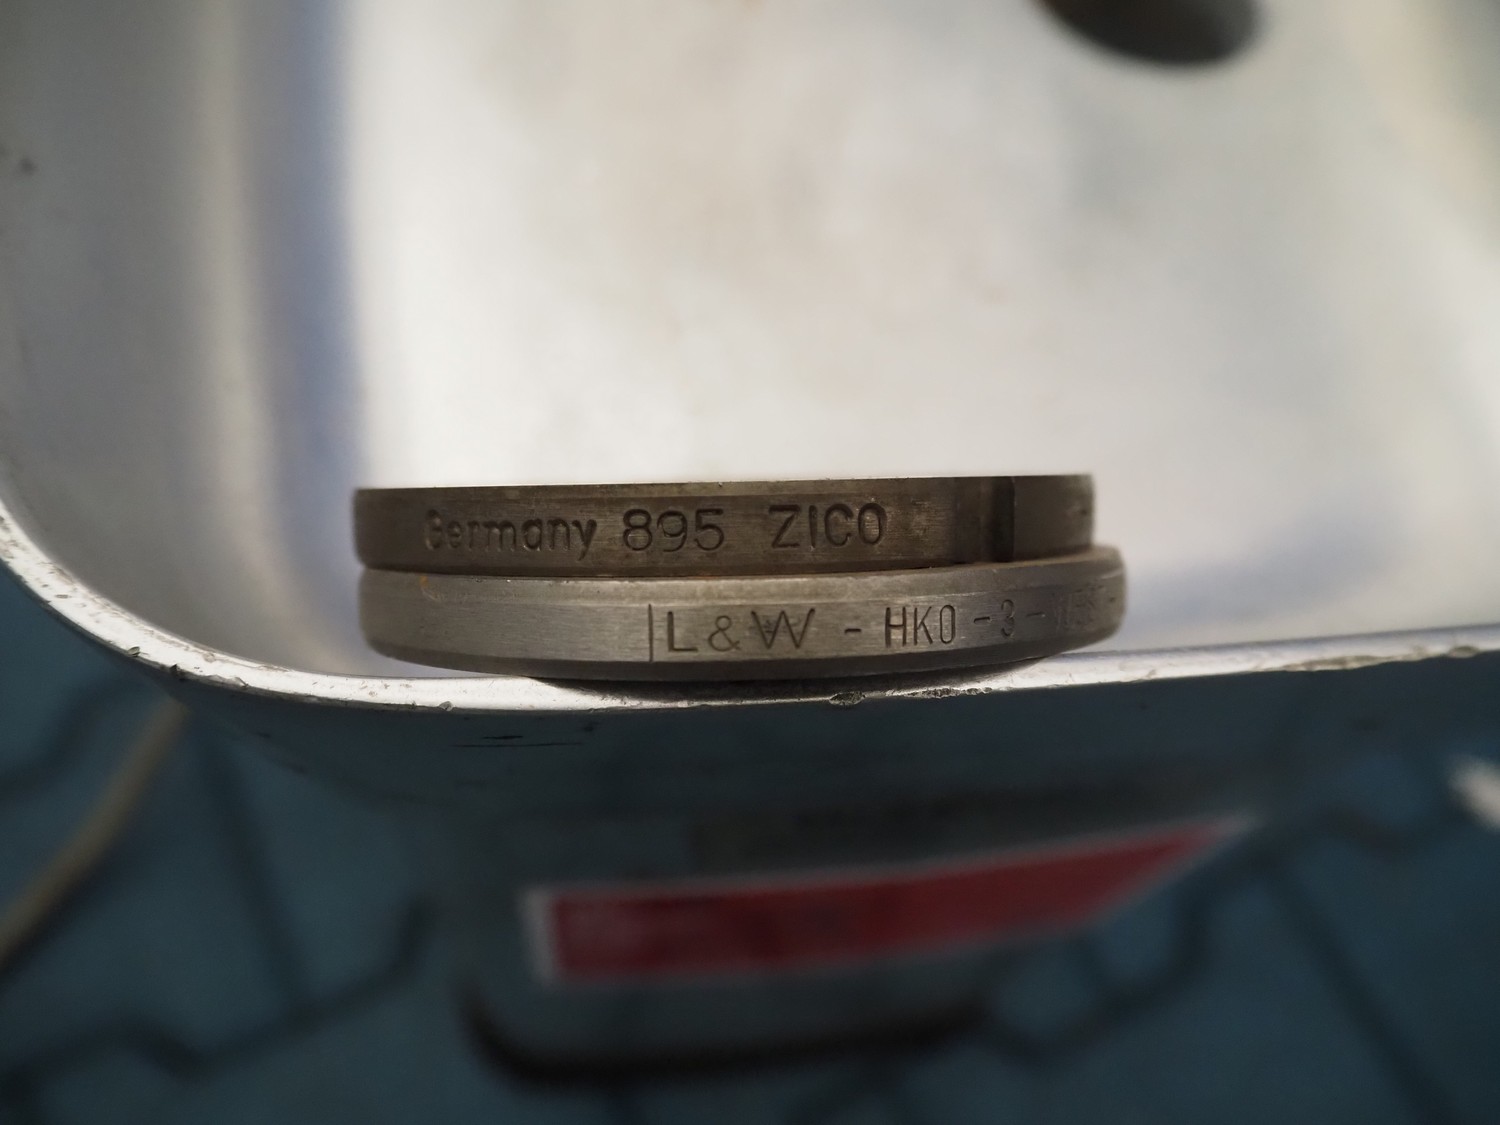 Germany 895 ZICO
L & W - HKO - 3 -